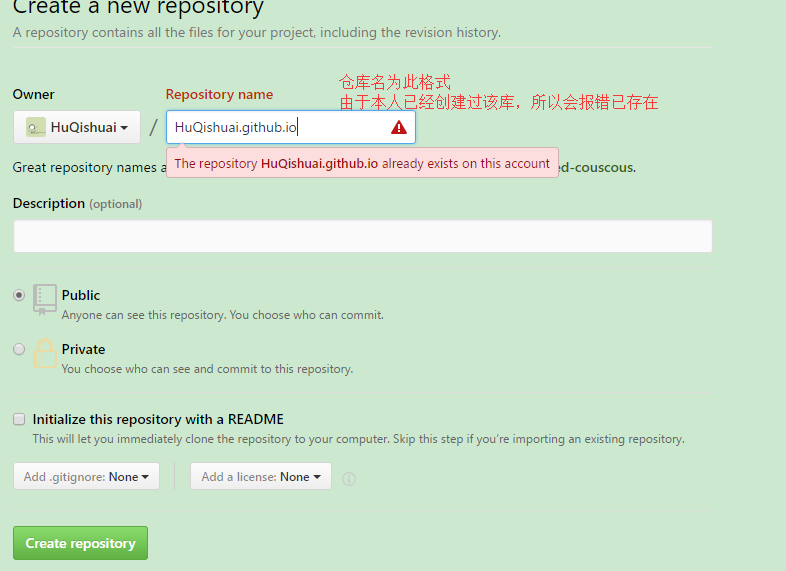 Create a new repository
A repository contains all the files for your project, including the revision history.
仓库名为此格式
由于本人已经创建过该库，所以会报错已存在
Owner
Repository name
HuQishuai
/
HuQishuai.github.io
The repository HuQishuai.github.io already exists on this account
Great repository names a
ed-couscous.
Description (optional)
Public
Anyone can see this repository. You choose who can commit.
Private
You choose who can see and commit to this repository.
Initialize this repository with a README
This will let you immediately clone the repository to your computer. Skip this step if you're importing an existing repository.
Add .gitignore: None
Add a license: None
Create repository